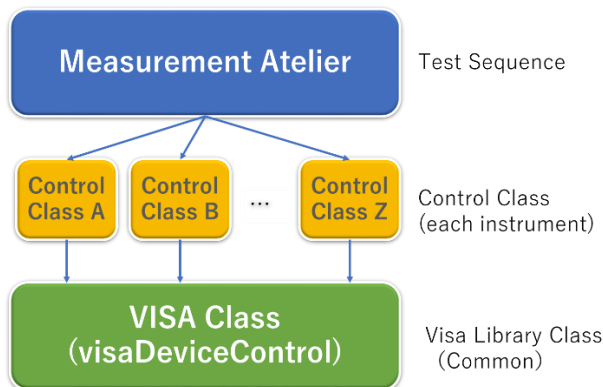 Measurement Atelier
Test Sequence
Control
Class A
Control
Class B
...
Control
Class Z
Control Class
(each instrument)
VISA Class
(visaDeviceControl)
Visa Library Class
（Common）